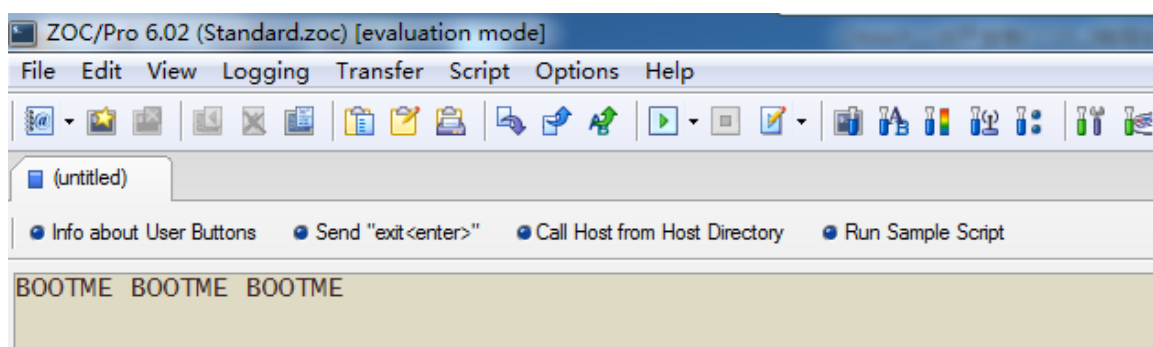 ZOC/Pro 6.02 (Standard.zoc) [evaluation mode]
File Edit View Logging Transfer Script Options Help
(untitled)
Info about User Buttons Send "exit<enter>" Call Host from Host Directory Run Sample Script
BOOTME BOOTME BOOTME